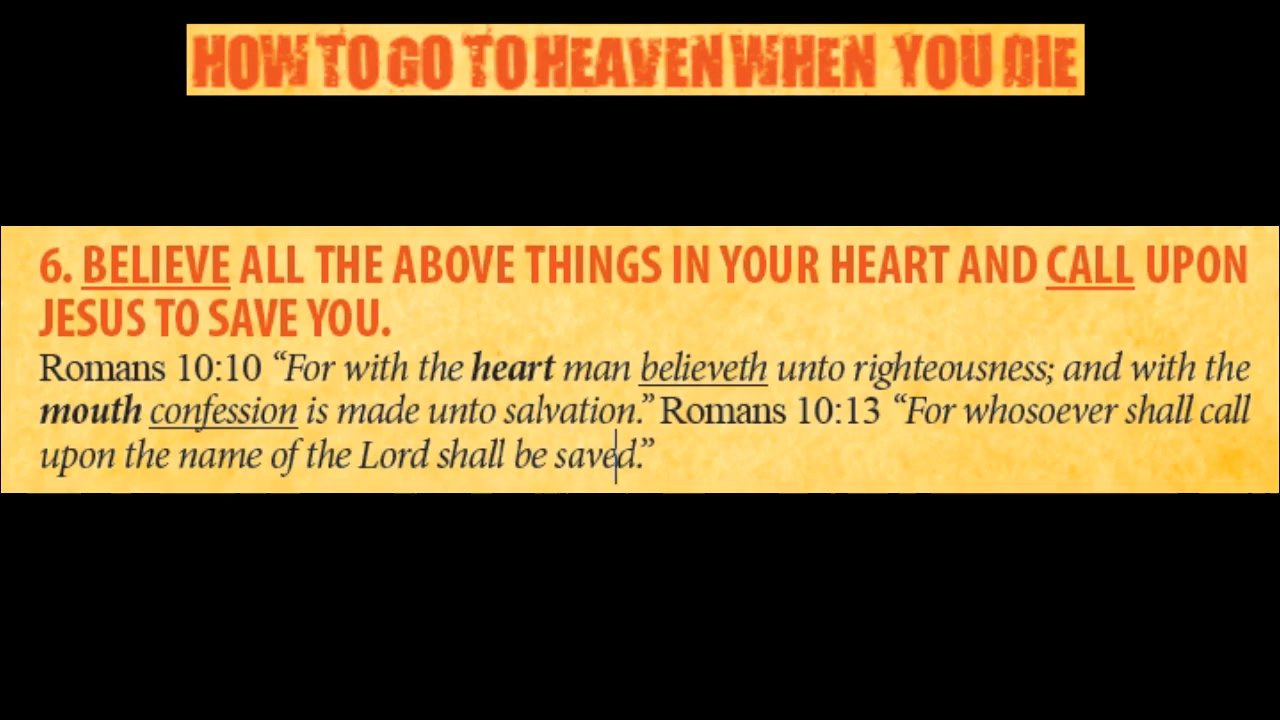 HOW TO GO TO HEAVEN WHEN YOU DIE
6. BELIEVE ALL THE ABOVE THINGS IN YOUR HEART AND CALL UPON
JESUS TO SAVE YOU.
Romans 10:10 “For with the heart man believeth unto righteousness; and with the
mouth confession is made unto salvation.” Romans 10:13 “For whosoever shall call
upon the name of the Lord shall be saved.”